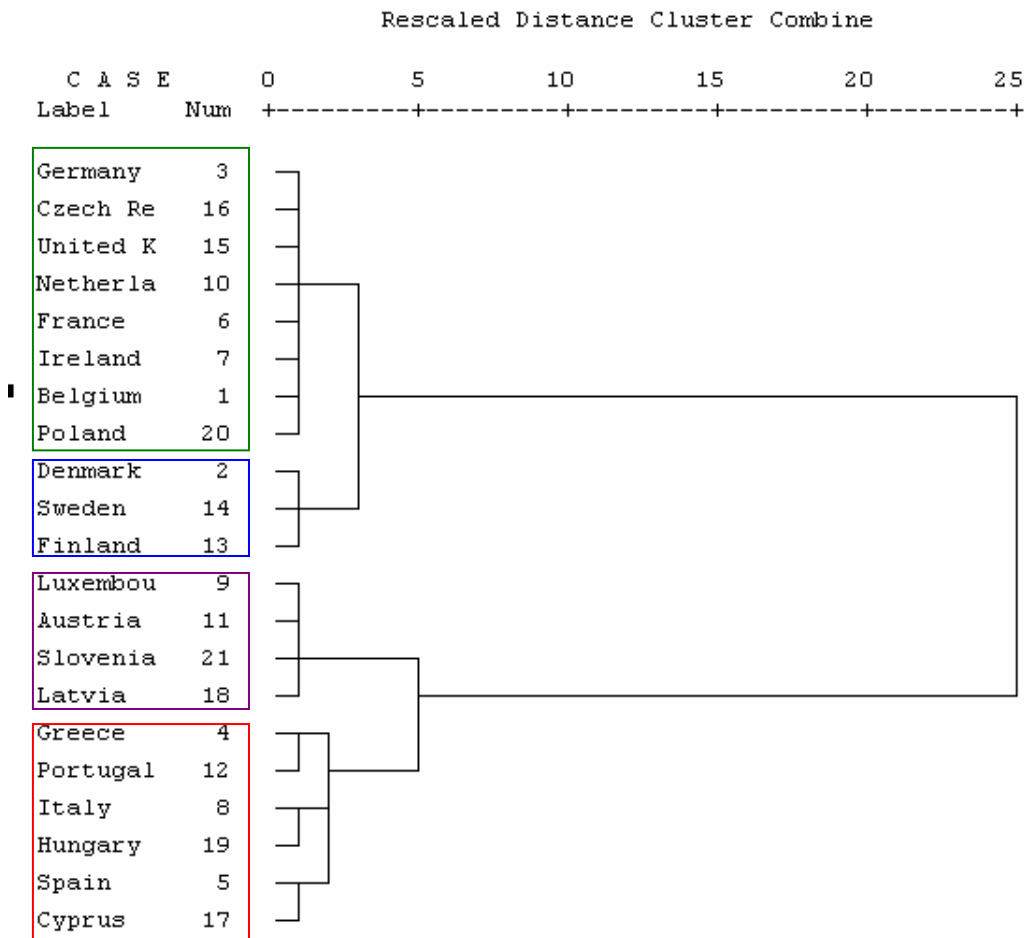 Rescaled Distance Cluster Combine
C A S E 0 5 10 15 20 25
Label Num +---------+---------+---------+---------+---------+
Germany 3
Czech Re 16
United K 15
Netherla 10
France 6
Ireland 7
Belgium 1
Poland 20
Denmark 2
Sweden 14
Finland 13
Luxembou 9
Austria 11
Slovenia 21
Latvia 18
Greece 4
Portugal 12
Italy 8
Hungary 19
Spain 5
Cyprus 17